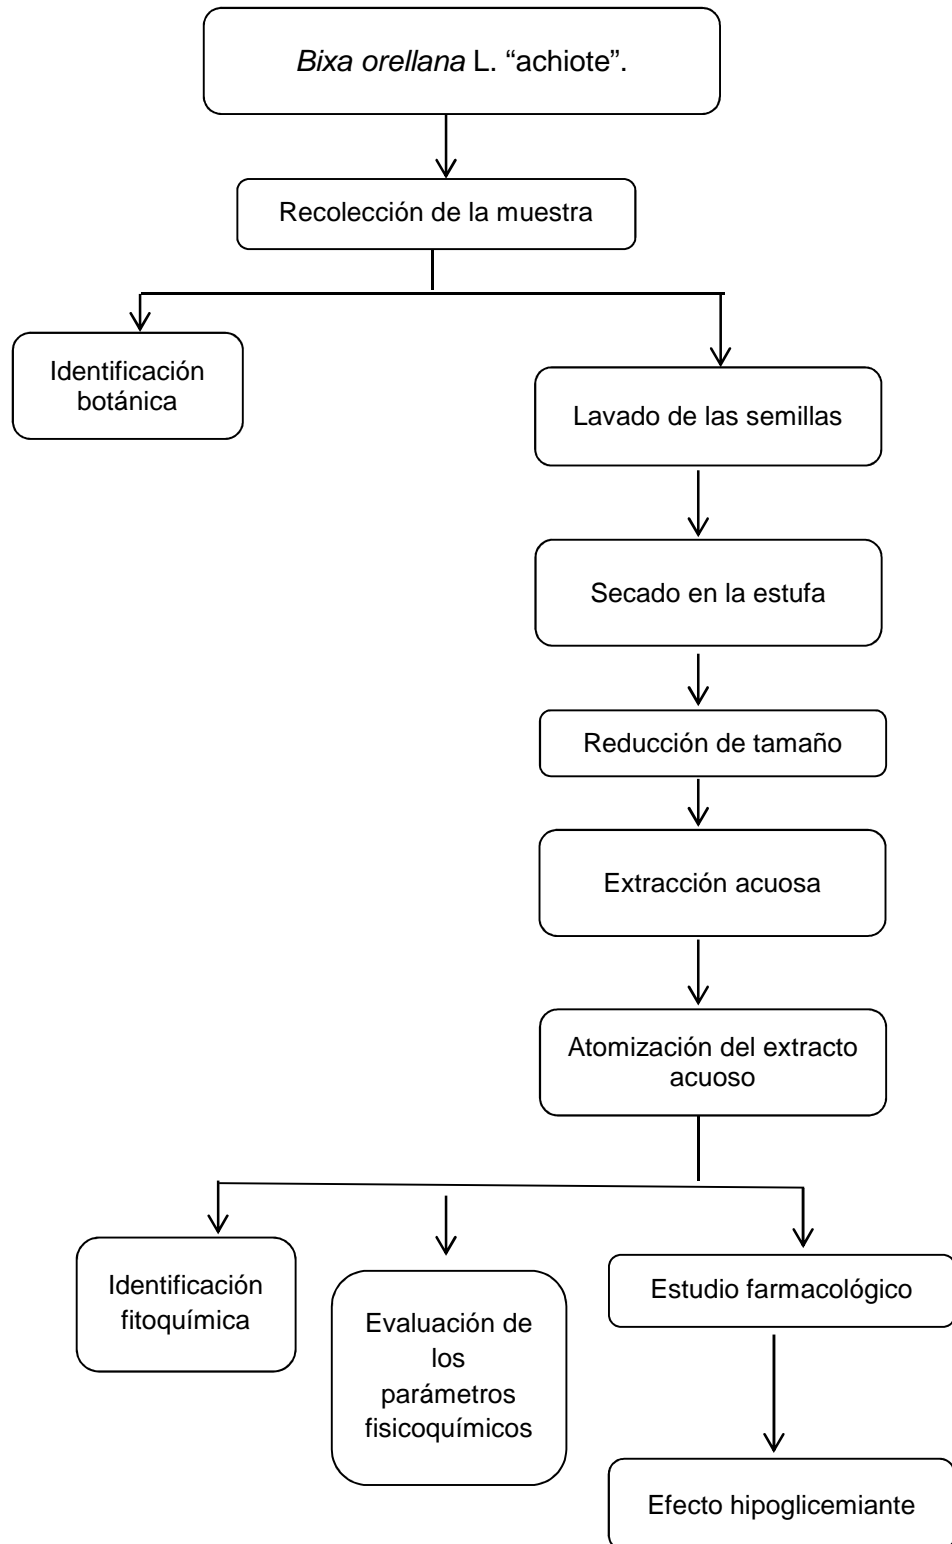 Bixa orellana L. “achiote”.
Recolección de la muestra
Identificación
botánica
Lavado de las semillas
Secado en la estufa
Reducción de tamaño
Extracción acuosa
Atomización del extracto
acuoso
Identificación
fitoquímica
Evaluación de
los
parámetros
fisicoquímicos
Estudio farmacológico
Efecto hipoglicemiante